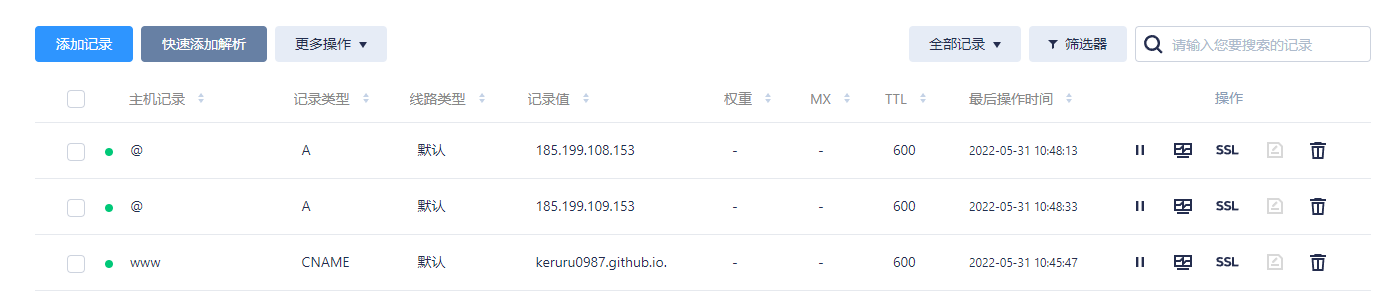 添加记录 快速添加解析 更多操作 全部记录 筛选器 请输入您要搜索的记录
主机记录 记录类型 线路类型 记录值 权重 MX TTL 最后操作时间 操作
@ A 默认 185.199.108.153 - - 600 2022-05-31 10:48:13 SSL
@ A 默认 185.199.109.153 - - 600 2022-05-31 10:48:33 SSL
www CNAME 默认 keruru0987.github.io. - - 600 2022-05-31 10:45:47 SSL